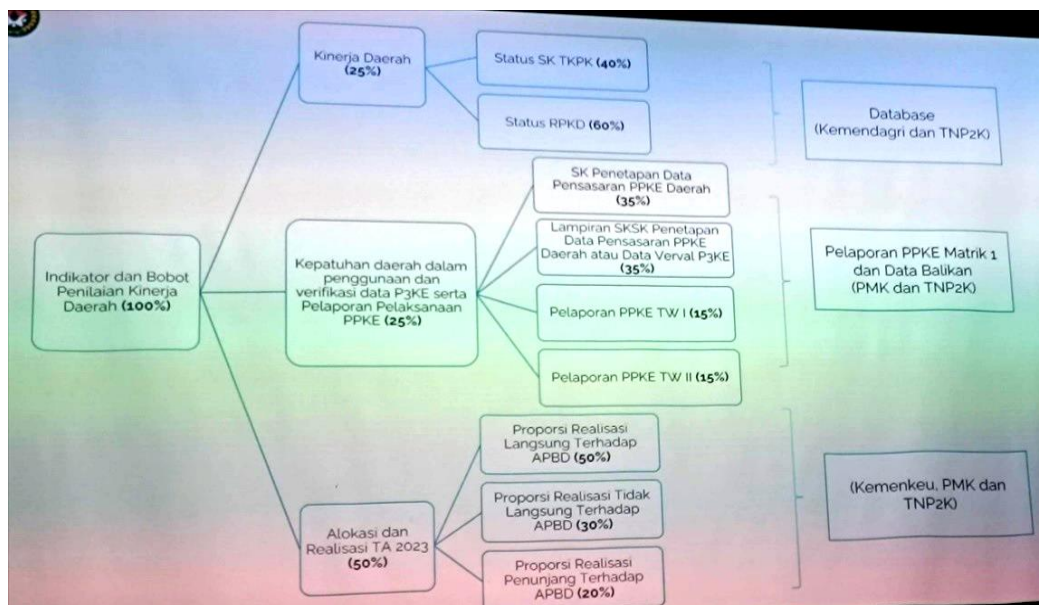 Indikator dan Bobot
Penilaian Kinerja
Daerah (100%)
Kinerja Daerah
(25%)
Status SK TKPK (40%)
Status RPKD (60%)
Database
(Kemendagri dan TNP2K)
Kepatuhan daerah dalam
penggunaan dan
verifikasi data P3KE serta
Pelaporan Pelaksanaan
PPKE (25%)
SK Penetapan Data
Pensasaran PPKE Daerah
(35%)
Lampiran SKSK Penetapan
Data Pensasaran PPKE
Daerah atau Data Verval P3KE
(35%)
Pelaporan PPKE TW I (15%)
Pelaporan PPKE TW II (15%)
Pelaporan PPKE Matrik 1
dan Data Balikan
(PMK dan TNP2K)
Alokasi dan
Realisasi TA 2023
(50%)
Proporsi Realisasi
Langsung Terhadap
APBD (50%)
Proporsi Realisasi Tidak
Langsung Terhadap
APBD (30%)
Proporsi Realisasi
Penunjang Terhadap
APBD (20%)
(Kemenkeu, PMK dan
TNP2K)